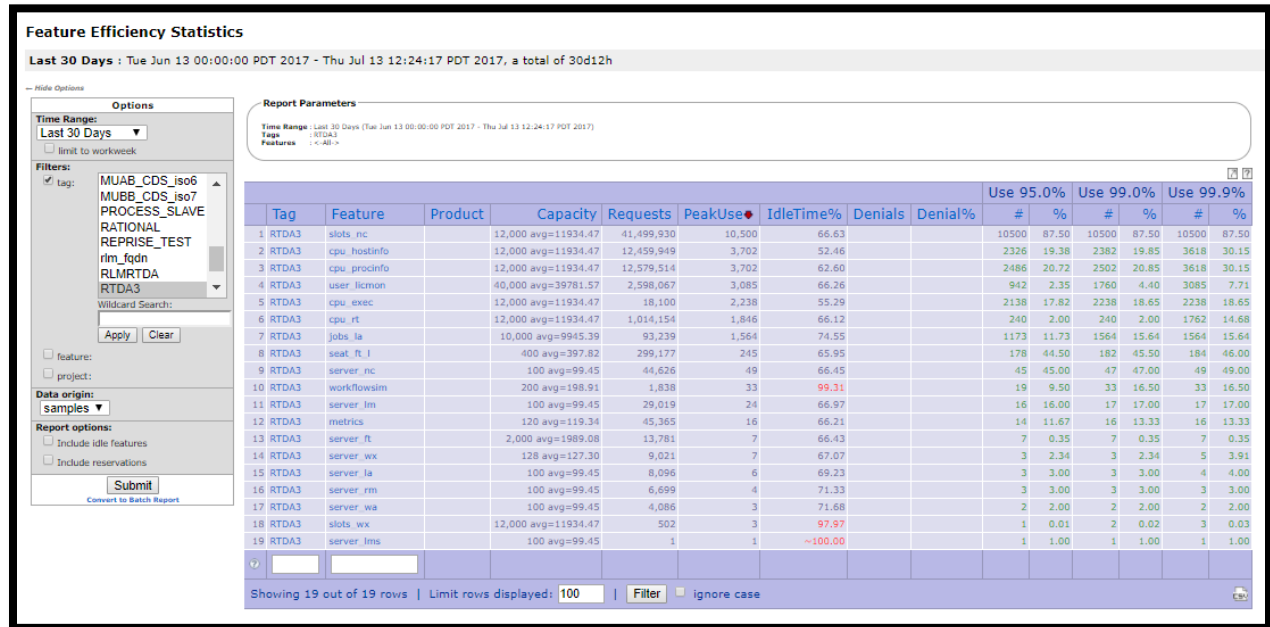 Feature Efficiency Statistics
Last 30 Days : Tue Jun 13 00:00:00 PDT 2017 - Thu Jul 13 12:24:17 PDT 2017, a total of 30d12h
← Hide Options
Options
Time Range:
Last 30 Days ▼
limit to workweek
Filters:
tag:
MUAB_CDS_iso6
MUBB_CDS_iso7
PROCESS_SLAVE
RATIONAL
REPRISE_TEST
rlm_fqdn
RLMRTDA
RTDA3
Wildcard Search:
Apply Clear
feature:
project:
Data origin:
samples ▼
Report options:
Include idle features
Include reservations
Submit
Convert to Batch Report
Report Parameters
Time Range : Last 30 Days (Tue Jun 13 00:00:00 PDT 2017 - Thu Jul 13 12:24:17 PDT 2017)
Tags : RTDA3
Features : <-All->
Use 95.0% Use 99.0% Use 99.9%
Tag Feature Product Capacity Requests PeakUse IdleTime% Denials Denial% # % # % # %
1 RTDA3 slots_nc 12,000 avg=11934.47 41,499,930 10,500 66.63 10500 87.50 10500 87.50 10500 87.50
2 RTDA3 cpu_hostinfo 12,000 avg=11934.47 12,459,949 3,702 52.46 2326 19.38 2382 19.85 3618 30.15
3 RTDA3 cpu_procinfo 12,000 avg=11934.47 12,579,514 3,702 62.60 2486 20.72 2502 20.85 3618 30.15
4 RTDA3 user_licmon 40,000 avg=39781.57 2,598,067 3,085 66.26 942 2.35 1760 4.40 3085 7.71
5 RTDA3 cpu_exec 12,000 avg=11934.47 18,100 2,238 55.29 2138 17.82 2238 18.65 2238 18.65
6 RTDA3 cpu_rt 12,000 avg=11934.47 1,014,154 1,846 66.12 240 2.00 240 2.00 1762 14.68
7 RTDA3 jobs_la 10,000 avg=9945.39 93,239 1,564 74.55 1173 11.73 1564 15.64 1564 15.64
8 RTDA3 seat_ft_l 400 avg=397.82 299,177 245 65.95 178 44.50 182 45.50 184 46.00
9 RTDA3 server_nc 100 avg=99.45 44,626 49 66.45 45 45.00 47 47.00 49 49.00
10 RTDA3 workflowsim 200 avg=198.91 1,838 33 99.31 19 9.50 33 16.50 33 16.50
11 RTDA3 server_lm 100 avg=99.45 29,019 24 66.97 16 16.00 17 17.00 17 17.00
12 RTDA3 metrics 120 avg=119.34 45,365 16 66.21 14 11.67 16 13.33 16 13.33
13 RTDA3 server_ft 2,000 avg=1989.08 13,781 7 66.43 7 0.35 7 0.35 7 0.35
14 RTDA3 server_wx 128 avg=127.30 9,021 7 67.07 3 2.34 3 2.34 5 3.91
15 RTDA3 server_la 100 avg=99.45 8,096 6 69.23 3 3.00 3 3.00 4 4.00
16 RTDA3 server_rm 100 avg=99.45 6,699 4 71.33 3 3.00 3 3.00 3 3.00
17 RTDA3 server_wa 100 avg=99.45 4,086 3 71.68 2 2.00 2 2.00 2 2.00
18 RTDA3 slots_wx 12,000 avg=11934.47 502 3 97.97 1 0.01 2 0.02 3 0.03
19 RTDA3 server_lms 100 avg=99.45 1 1 ~100.00 1 1.00 1 1.00 1 1.00
Showing 19 out of 19 rows | Limit rows displayed: 100 | Filter ignore case
CSV